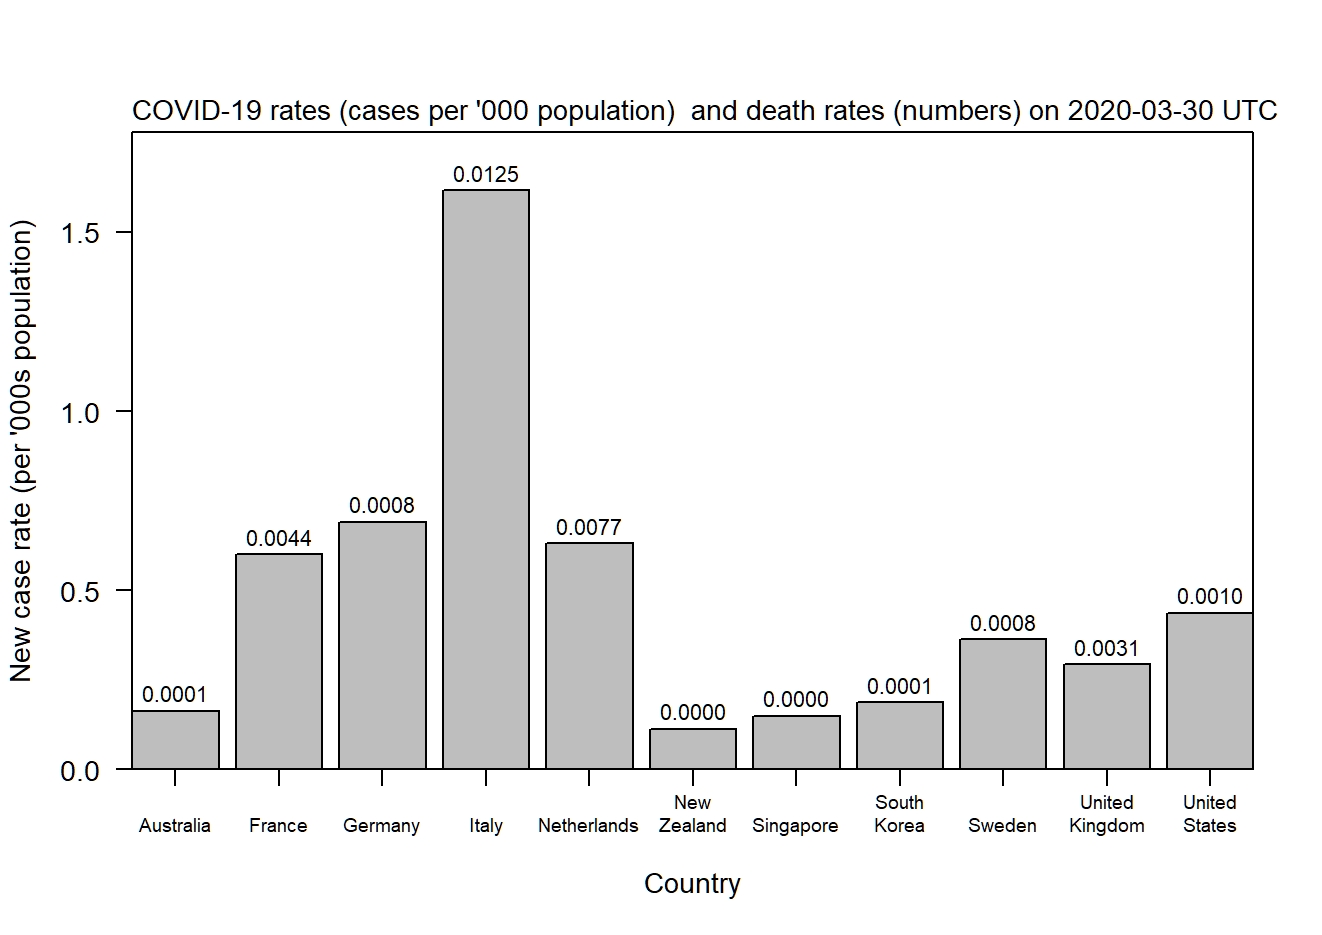 COVID-19 rates (cases per '000 population)  and death rates (numbers) on 2020-03-30 UTC
New case rate (per '000s population)
1.5
1.0
0.5
0.0
0.0001
0.0044
0.0008
0.0125
0.0077
0.0000
0.0000
0.0001
0.0008
0.0031
0.0010
Australia
France
Germany
Italy
Netherlands
New
Zealand
Singapore
South
Korea
Sweden
United
Kingdom
United
States
Country